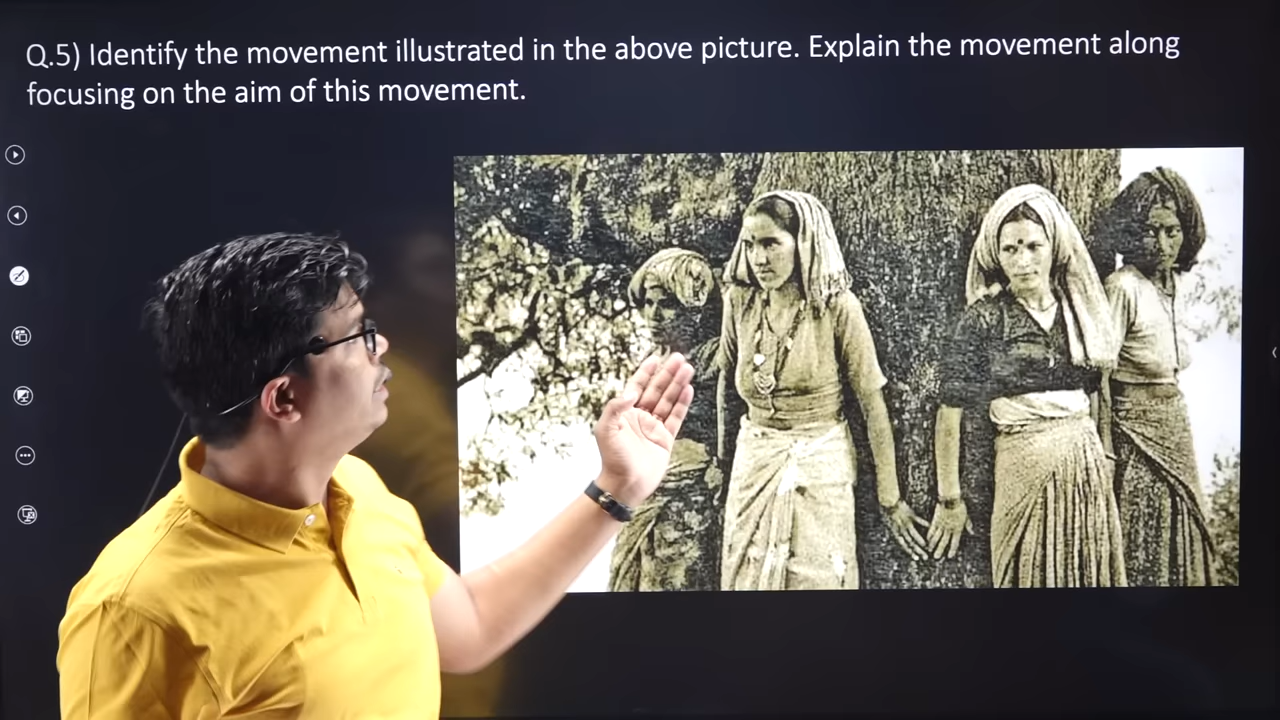 Q.5) Identify the movement illustrated in the above picture. Explain the movement along
focusing on the aim of this movement.